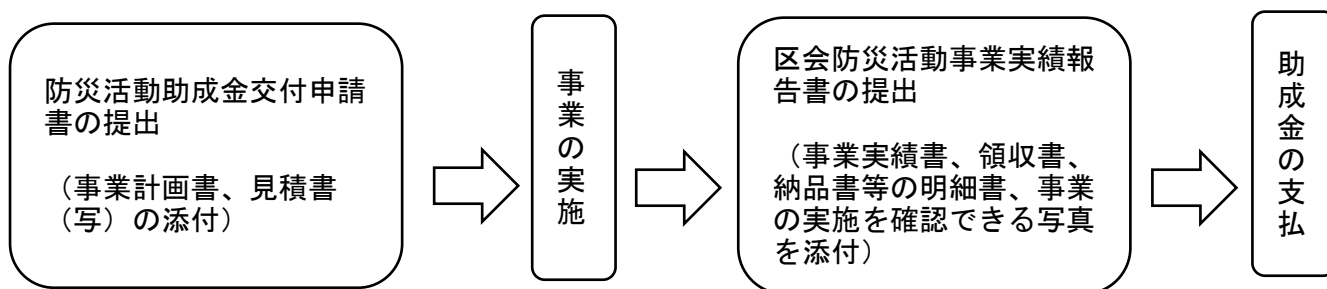 防災活動助成金交付申請
書の提出
（事業計画書、見積書
（写）の添付）
事業の実施
区会防災活動事業実績報
告書の提出
（事業実績書、領収書、
納品書等の明細書、事業
の実施を確認できる写真
を添付）
助成金の支払